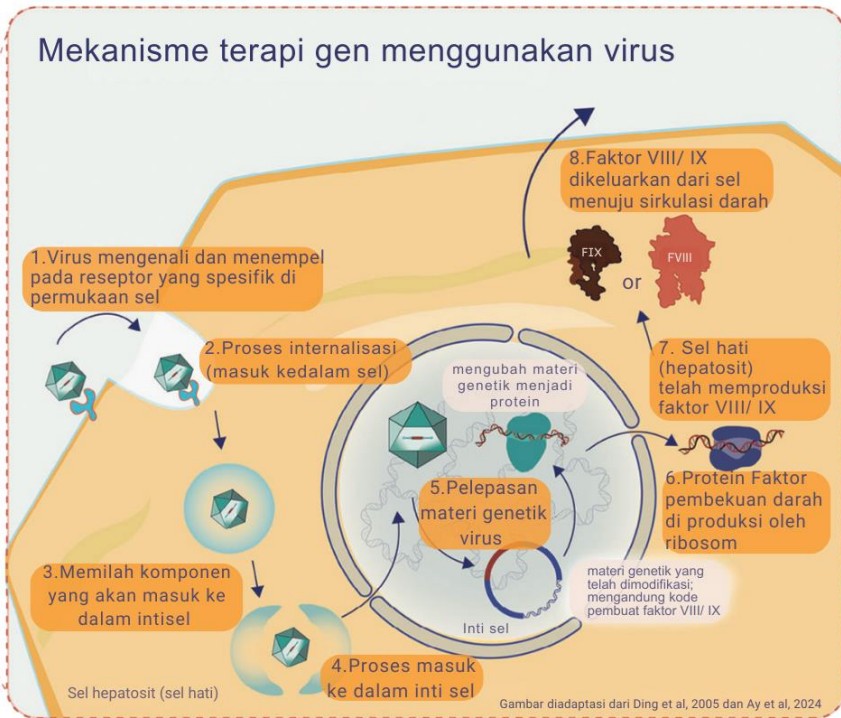 Mekanisme terapi gen menggunakan virus
1.Virus mengenali dan menempel
pada reseptor yang spesifik di
permukaan sel
2.Proses internalisasi
(masuk kedalam sel)
3.Memilah komponen
yang akan masuk ke
dalam intisel
4.Proses masuk
ke dalam inti sel
5.Pelepasan
materi genetik
virus
mengubah materi
genetik menjadi
protein
materi genetik yang
telah dimodifikasi;
mengandung kode
pembuat faktor VIII/ IX
Inti sel
6.Protein Faktor
pembekuan darah
di produksi oleh
ribosom
7. Sel hati
(hepatosit)
telah memproduksi
faktor VIII/ IX
8.Faktor VIII/ IX
dikeluarkan dari sel
menuju sirkulasi darah
FIX
or
FVIII
Sel hepatosit (sel hati)
Gambar diadaptasi dari Ding et al, 2005 dan Ay et al, 2024